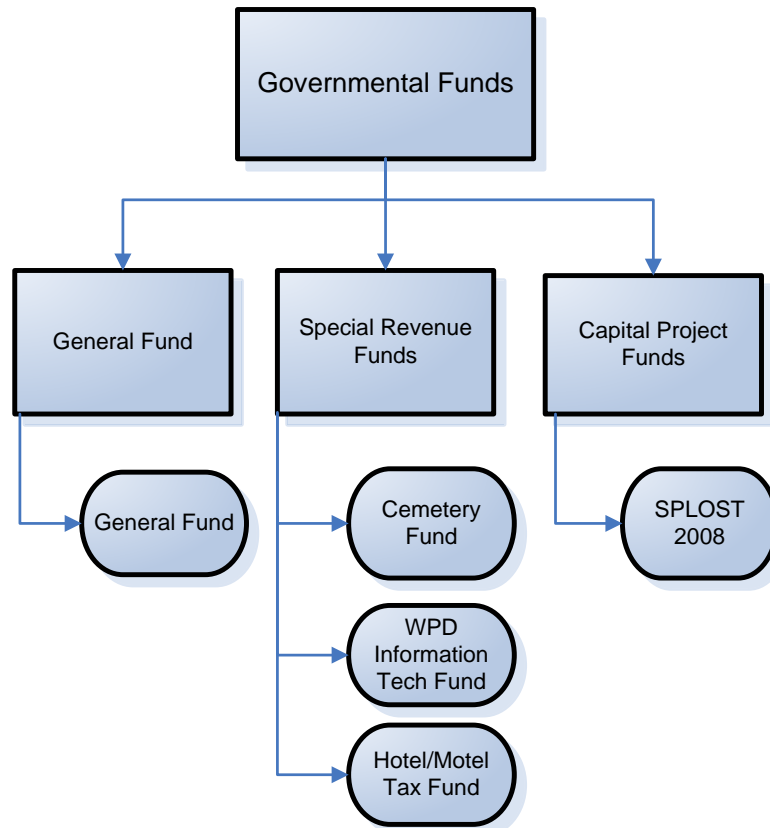 Governmental Funds
General Fund
Special Revenue
Funds
Capital Project
Funds
General Fund
Cemetery
Fund
SPLOST
2008
WPD
Information
Tech Fund
Hotel/Motel
Tax Fund